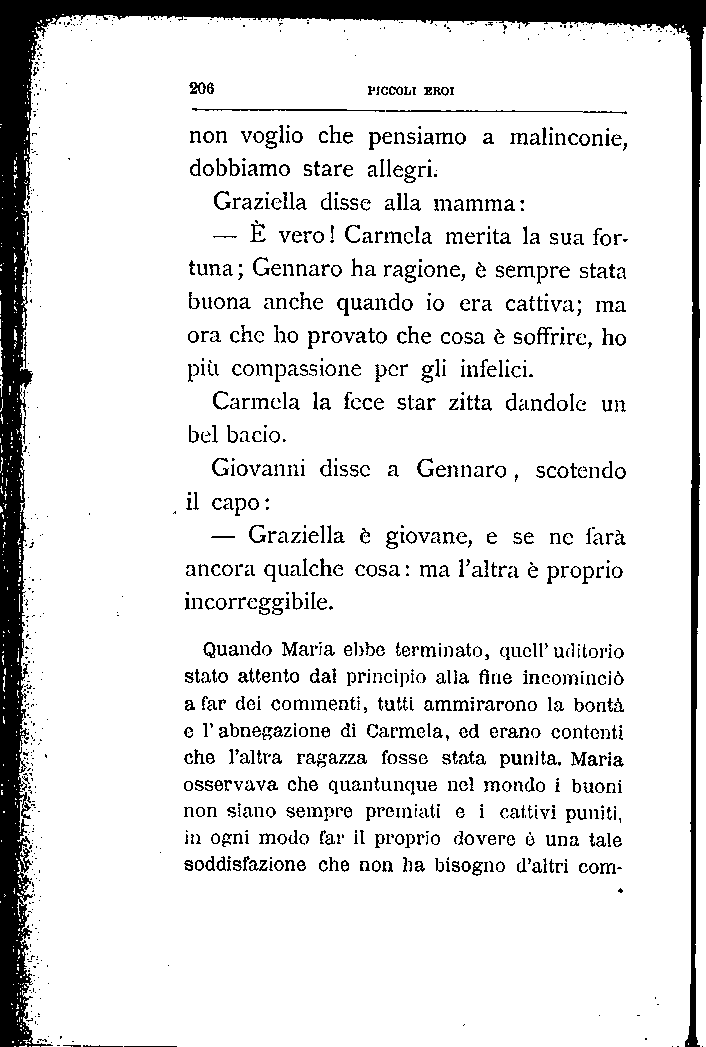 206 PICCOLI EROI
non voglio che pensiamo a malinconie,
dobbiamo stare allegri.
Graziella disse alla mamma:
— È vero! Carmela merita la sua for-
tuna; Gennaro ha ragione, è sempre stata
buona anche quando io era cattiva; ma
ora che ho provato che cosa è soffrire, ho
più compassione per gli infelici.
Carmela la fece star zitta dandole un
bel bacio.
Giovanni disse a Gennaro, scotendo
il capo:
— Graziella è giovane, e se ne farà
ancora qualche cosa: ma l'altra è proprio
incorreggibile.
Quando Maria ebbe terminato, quell' uditorio
stato attento dal principio alla fine incominciò
a far dei commenti, tutti ammirarono la bontà
e l' abnegazione di Carmela, ed erano contenti
che l'altra ragazza fosse stata punita. Maria
osservava che quantunque nel mondo i buoni
non siano sempre premiati e i cattivi puniti,
in ogni modo far il proprio dovere è una tale
soddisfazione che non ha bisogno d'altri com-